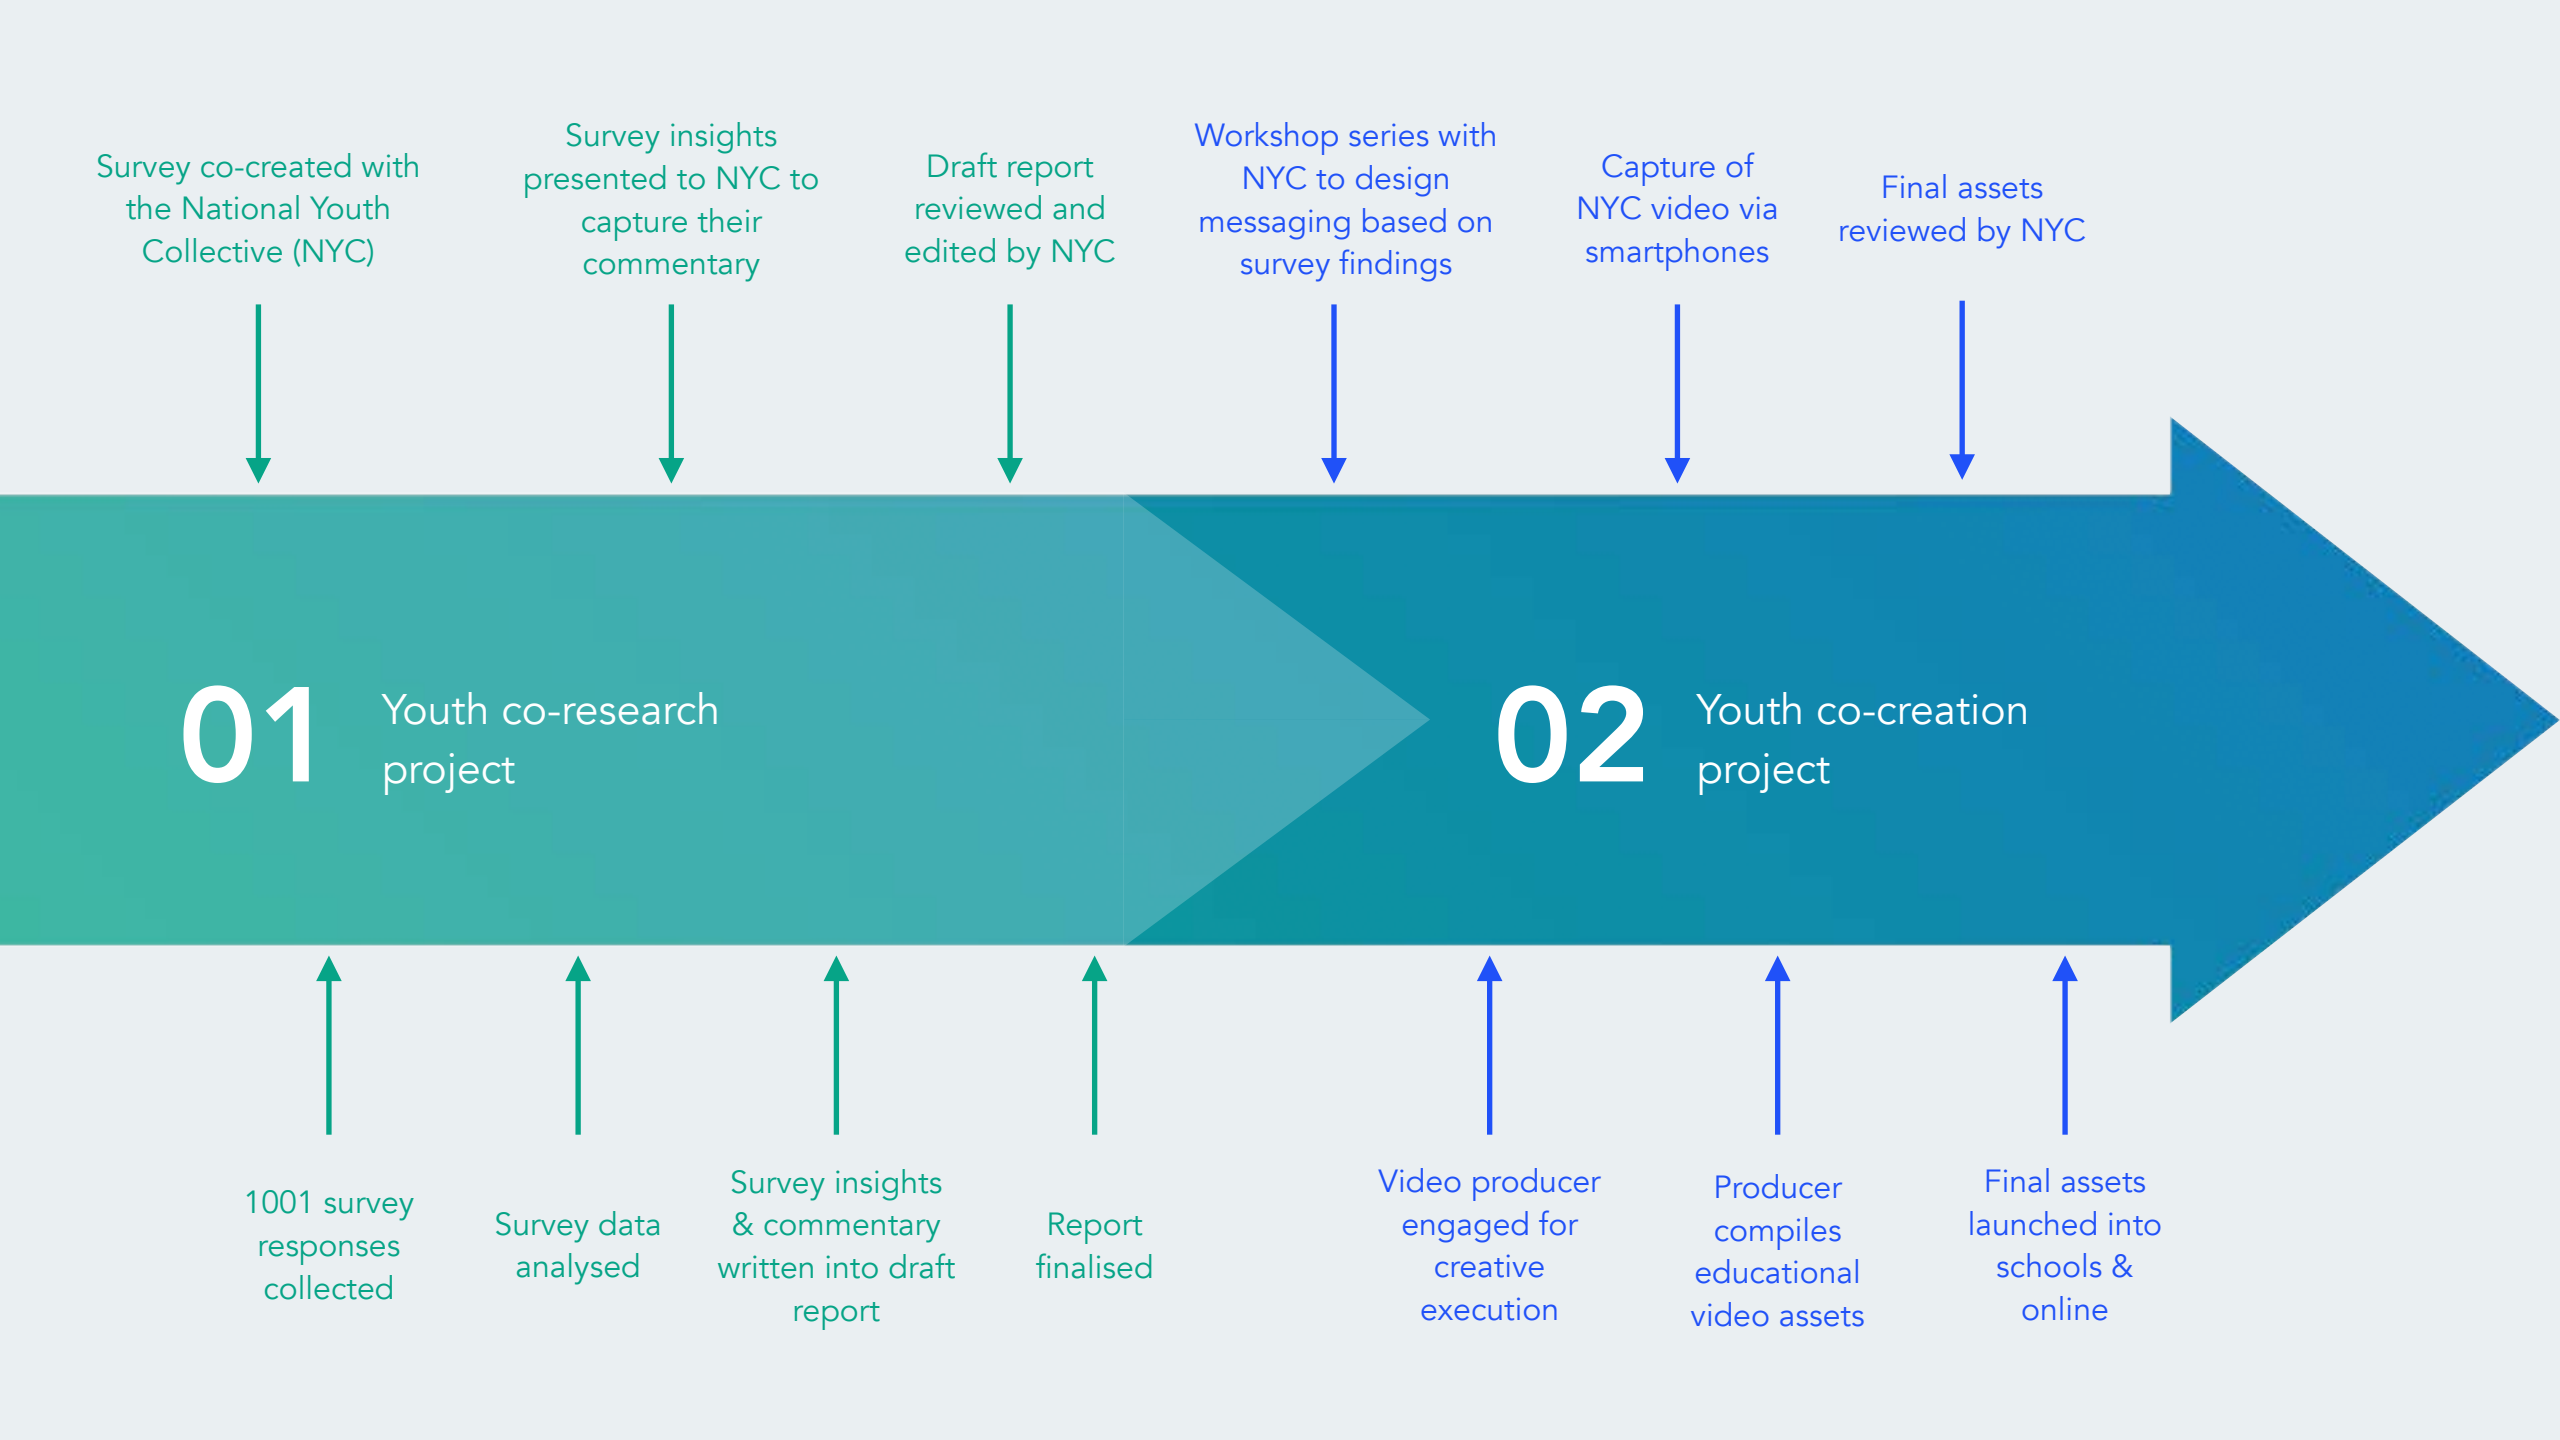 Survey co-created with
the National Youth
Collective (NYC)
Survey insights
presented to NYC to
capture their
commentary
Draft report
reviewed and
edited by NYC
Workshop series with
NYC to design
messaging based on
survey findings
Capture of
NYC video via
smartphones
Final assets
reviewed by NYC
01
Youth co-research
project
02
Youth co-creation
project
1001 survey
responses
collected
Survey data
analysed
Survey insights
& commentary
written into draft
report
Report
finalised
Video producer
engaged for
creative
execution
Producer
compiles
educational
video assets
Final assets
launched into
schools &
online